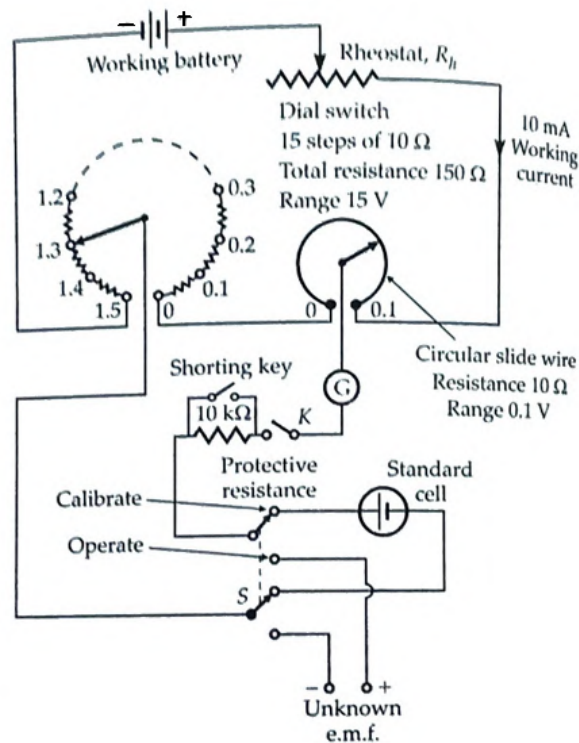 − +
Working battery
Rheostat, Rh
Dial switch
15 steps of 10 Ω
Total resistance 150 Ω
Range 15 V
10 mA
Working
current
1.2
1.3
1.4
1.5
0
0.1
0.2
0.3
0
0.1
Circular slide wire
Resistance 10 Ω
Range 0.1 V
G
Shorting key
10 kΩ
K
Protective
resistance
Calibrate
Operate
Standard
cell
S
− +
Unknown
e.m.f.